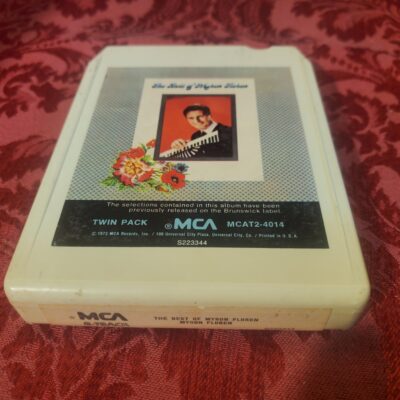 The Best of Myron Floren
The selections contained in this album have been
previously released on the Brunswick label.
TWIN PACK ® MCA MCAT2-4014
© 1973 MCA Records, Inc. / 100 Universal City Plaza, Universal City, Ca. / Printed in U.S.A.
S223344
® MCA THE BEST OF MYRON FLOREN
8-TRACK MYRON FLOREN